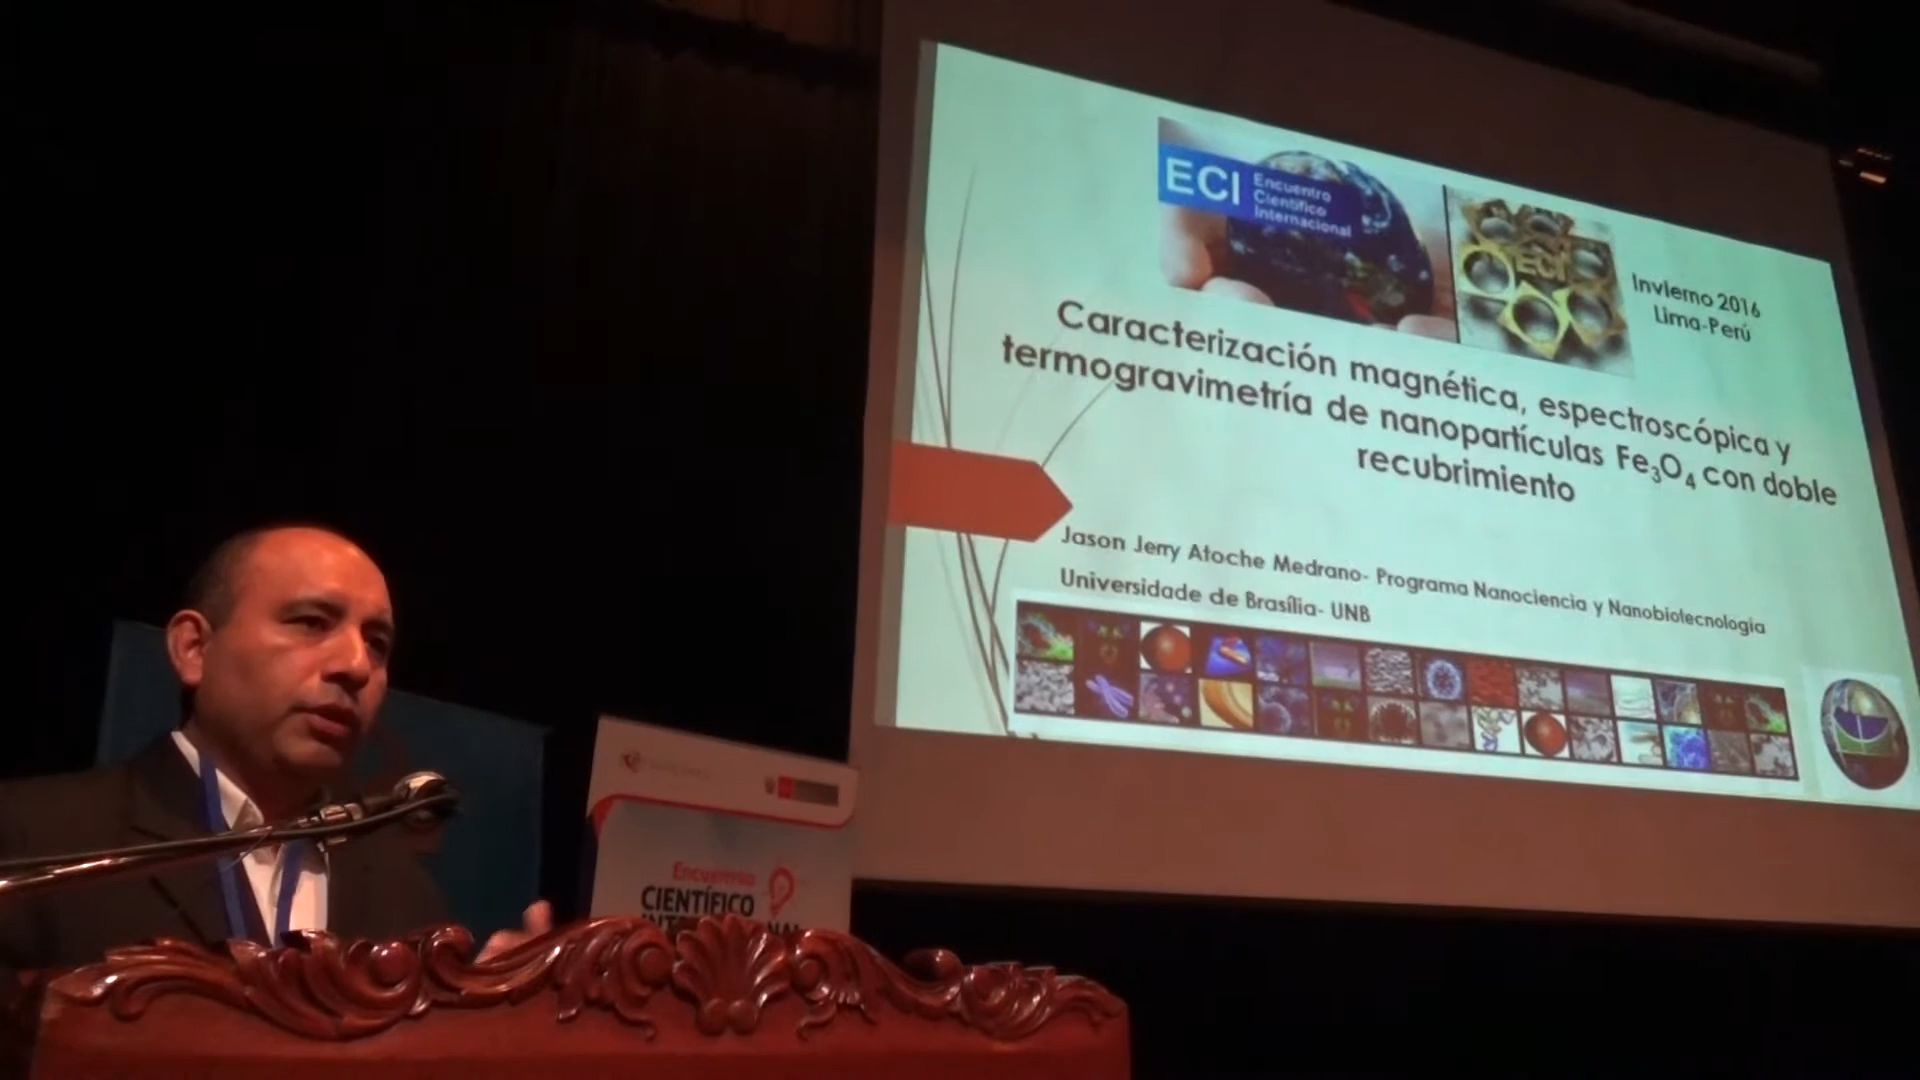 ECI
Encuentro
Científico
Internacional
ECI
Invierno 2016
Lima-Perú
Caracterización magnética, espectroscópica y
termogravimetría de nanopartículas Fe₃O₄ con doble
recubrimiento
Jason Jerry Atoche Medrano- Programa Nanociencia y Nanobiotecnologia
Universidade de Brasília- UNB
Encuentro
CIENTÍFICO